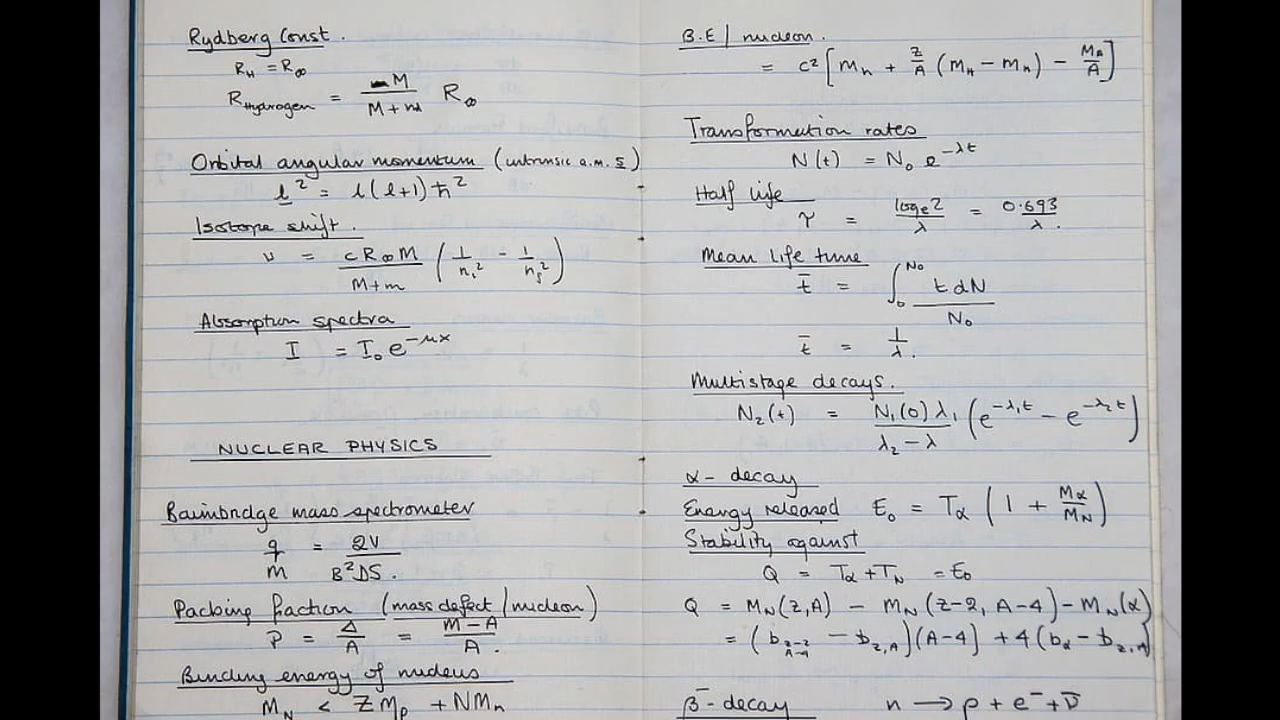 Rydberg Const.
R_H = R_∞
R_Hydrogen = M / (M + m) R_∞
Orbital angular momentum (intrinsic a.m. s)
l² = l(l+1)ħ²
Isotope shift.
ν = cR∞M / (M+m) (1/n₁² - 1/n₂²)
Absorption spectra
I = I₀ e^(-μx)
NUCLEAR PHYSICS
Bainbridge mass spectrometer
q/m = 2V / B²DS.
Packing fraction (mass defect / nucleon)
P = Δ/A = (M-A)/A.
Binding energy of nucleus
M_N < ZM_p + NM_n
B.E / nucleon.
= c² [m_n + Z/A (m_H - m_n) - M_A/A]
Transformation rates
N(t) = N₀ e^(-λt)
Half life
τ = log_e 2 / λ = 0.693 / λ.
Mean life time
t̄ = ∫₀^N₀ t dN / N₀
t̄ = 1/λ.
Multistage decays.
N₂(t) = N₁(0) λ₁ / (λ₂ - λ) (e^(-λ₁t) - e^(-λ₂t))
α - decay
Energy released E₀ = T_α (1 + M_α/M_N)
Stability against
Q = T_α + T_N = E₀
Q = M_N(Z,A) - M_N(Z-2, A-4) - M_N(α)
= (b_(Z-2, A-4) - b_(Z,A))(A-4) + 4(b_α - b_(Z,A))
β⁻-decay n → p + e⁻ + ν̄